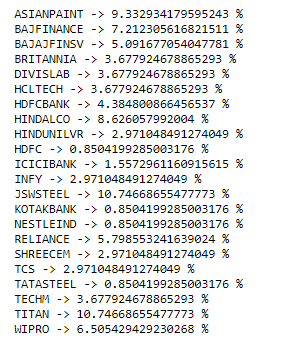 ASIANPAINT -> 9.332934179595243 %
BAJFINANCE -> 7.212305616821511 %
BAJAJFINSV -> 5.091677054047781 %
BRITANNIA -> 3.677924678865293 %
DIVISLAB -> 3.677924678865293 %
HCLTECH -> 3.677924678865293 %
HDFCBANK -> 4.384800866456537 %
HINDALCO -> 8.626057992004 %
HINDUNILVR -> 2.971048491274049 %
HDFC -> 0.8504199285003176 %
ICICIBANK -> 1.5572961160915615 %
INFY -> 2.971048491274049 %
JSWSTEEL -> 10.74668655477773 %
KOTAKBANK -> 0.8504199285003176 %
NESTLEIND -> 0.8504199285003176 %
RELIANCE -> 5.798553241639024 %
SHREECEM -> 2.971048491274049 %
TCS -> 2.971048491274049 %
TATASTEEL -> 0.8504199285003176 %
TECHM -> 3.677924678865293 %
TITAN -> 10.74668655477773 %
WIPRO -> 6.505429429230268 %